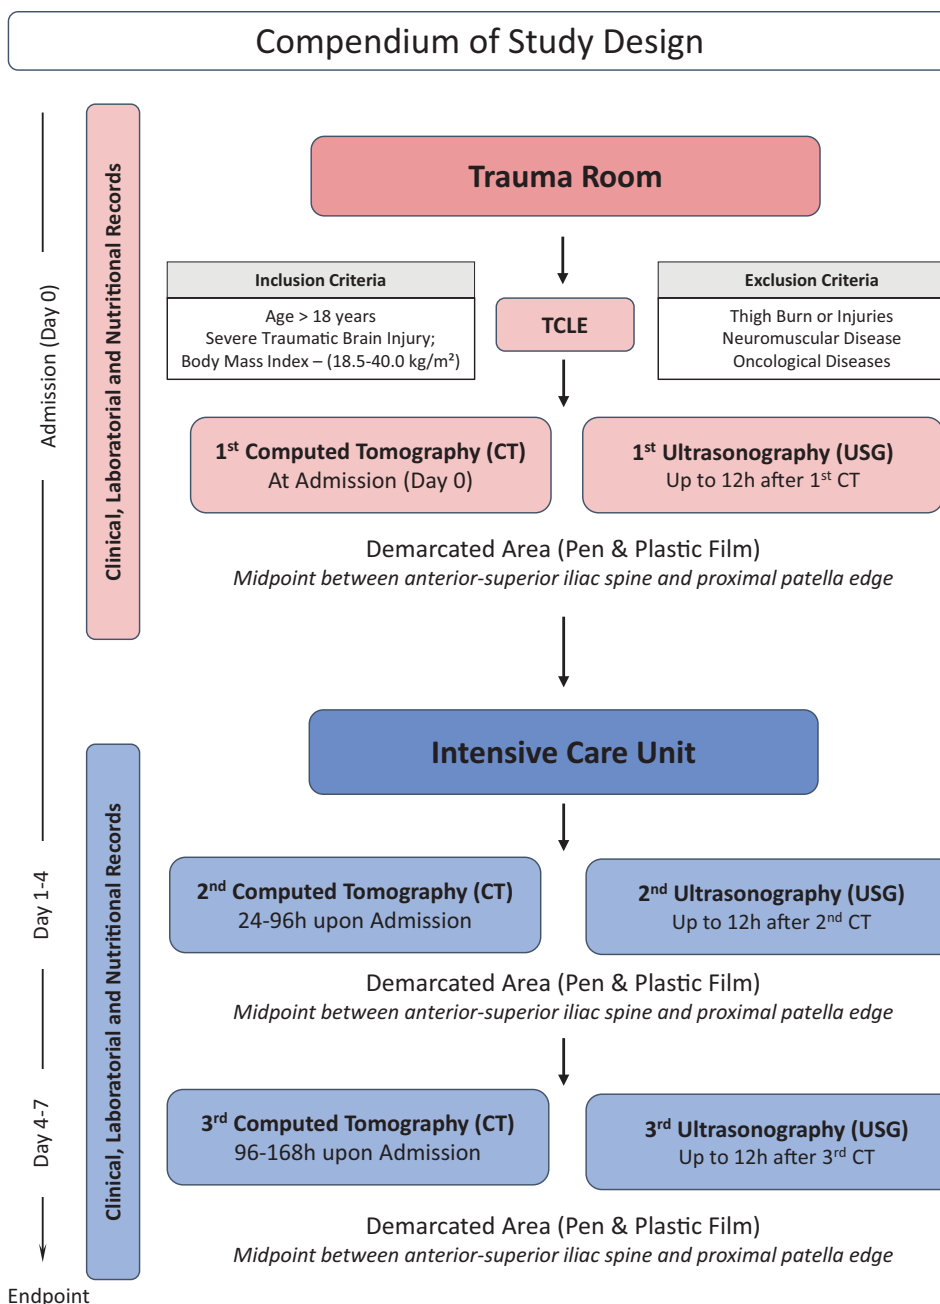 Compendium of Study Design
Admission (Day 0)
Clinical, Laboratorial and Nutritional Records
Trauma Room
Inclusion Criteria
Age > 18 years
Severe Traumatic Brain Injury;
Body Mass Index – (18.5-40.0 kg/m²)
TCLE
Exclusion Criteria
Thigh Burn or Injuries
Neuromuscular Disease
Oncological Diseases
1st Computed Tomography (CT)
At Admission (Day 0)
1st Ultrasonography (USG)
Up to 12h after 1st CT
Demarcated Area (Pen & Plastic Film)
Midpoint between anterior-superior iliac spine and proximal patella edge
Day 1-4
Day 4-7
Endpoint
Clinical, Laboratorial and Nutritional Records
Intensive Care Unit
2nd Computed Tomography (CT)
24-96h upon Admission
2nd Ultrasonography (USG)
Up to 12h after 2nd CT
Demarcated Area (Pen & Plastic Film)
Midpoint between anterior-superior iliac spine and proximal patella edge
3rd Computed Tomography (CT)
96-168h upon Admission
3rd Ultrasonography (USG)
Up to 12h after 3rd CT
Demarcated Area (Pen & Plastic Film)
Midpoint between anterior-superior iliac spine and proximal patella edge